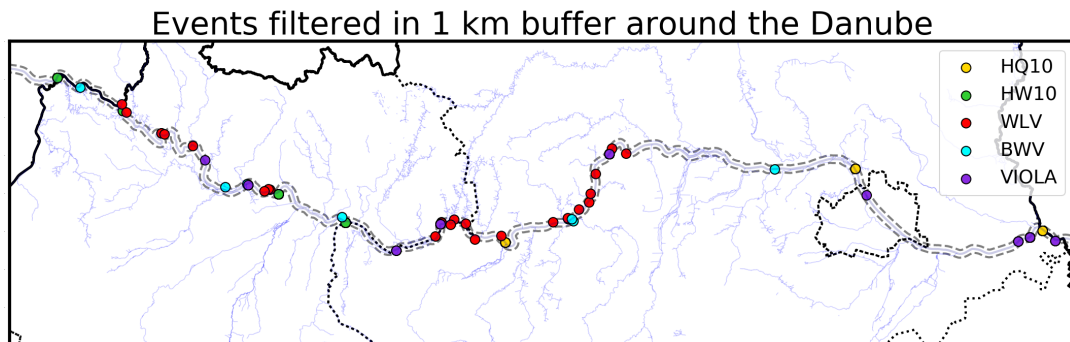 Events filtered in 1 km buffer around the Danube
HQ10
HW10
WLV
BWV
VIOLA